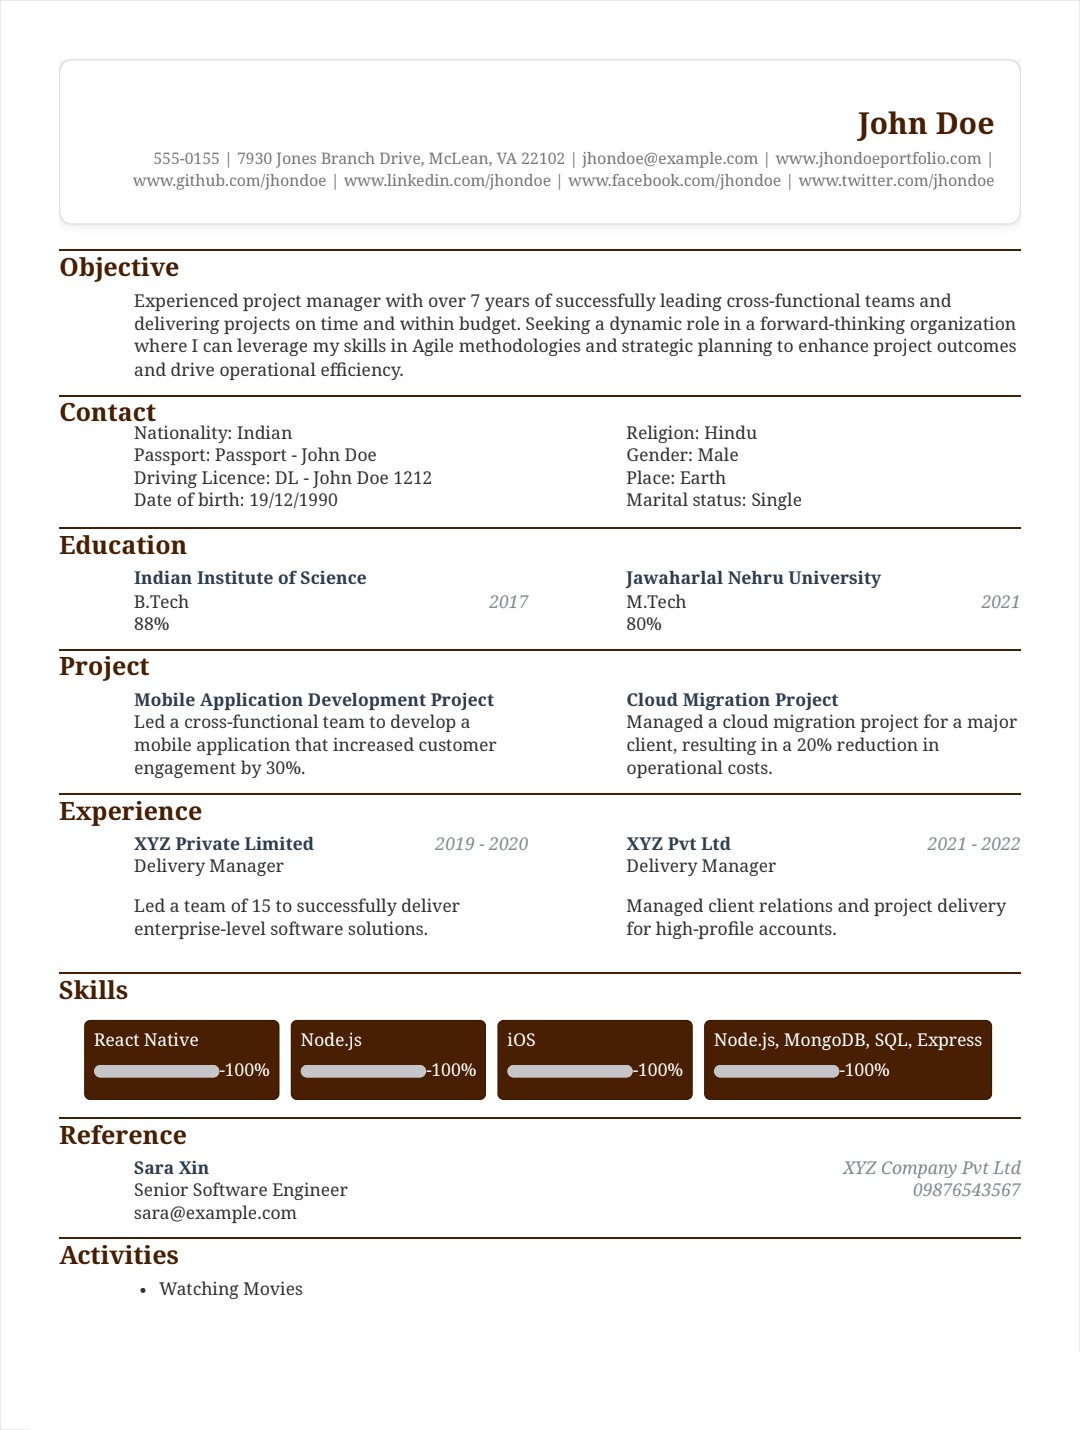 John Doe
555-0155 | 7930 Jones Branch Drive, McLean, VA 22102 | jhondoe@example.com | www.jhondoeportfolio.com |
www.github.com/jhondoe | www.linkedin.com/jhondoe | www.facebook.com/jhondoe | www.twitter.com/jhondoe
Objective
Experienced project manager with over 7 years of successfully leading cross-functional teams and
delivering projects on time and within budget. Seeking a dynamic role in a forward-thinking organization
where I can leverage my skills in Agile methodologies and strategic planning to enhance project outcomes
and drive operational efficiency.
Contact
Nationality: Indian
Passport: Passport - John Doe
Driving Licence: DL - John Doe 1212
Date of birth: 19/12/1990
Religion: Hindu
Gender: Male
Place: Earth
Marital status: Single
Education
Indian Institute of Science
B.Tech 2017
88%
Jawaharlal Nehru University
M.Tech 2021
80%
Project
Mobile Application Development Project
Led a cross-functional team to develop a
mobile application that increased customer
engagement by 30%.
Cloud Migration Project
Managed a cloud migration project for a major
client, resulting in a 20% reduction in
operational costs.
Experience
XYZ Private Limited 2019 - 2020
Delivery Manager
Led a team of 15 to successfully deliver
enterprise-level software solutions.
XYZ Pvt Ltd 2021 - 2022
Delivery Manager
Managed client relations and project delivery
for high-profile accounts.
Skills
React Native
-100%
Node.js
-100%
iOS
-100%
Node.js, MongoDB, SQL, Express
-100%
Reference
Sara Xin XYZ Company Pvt Ltd
Senior Software Engineer 09876543567
sara@example.com
Activities
• Watching Movies